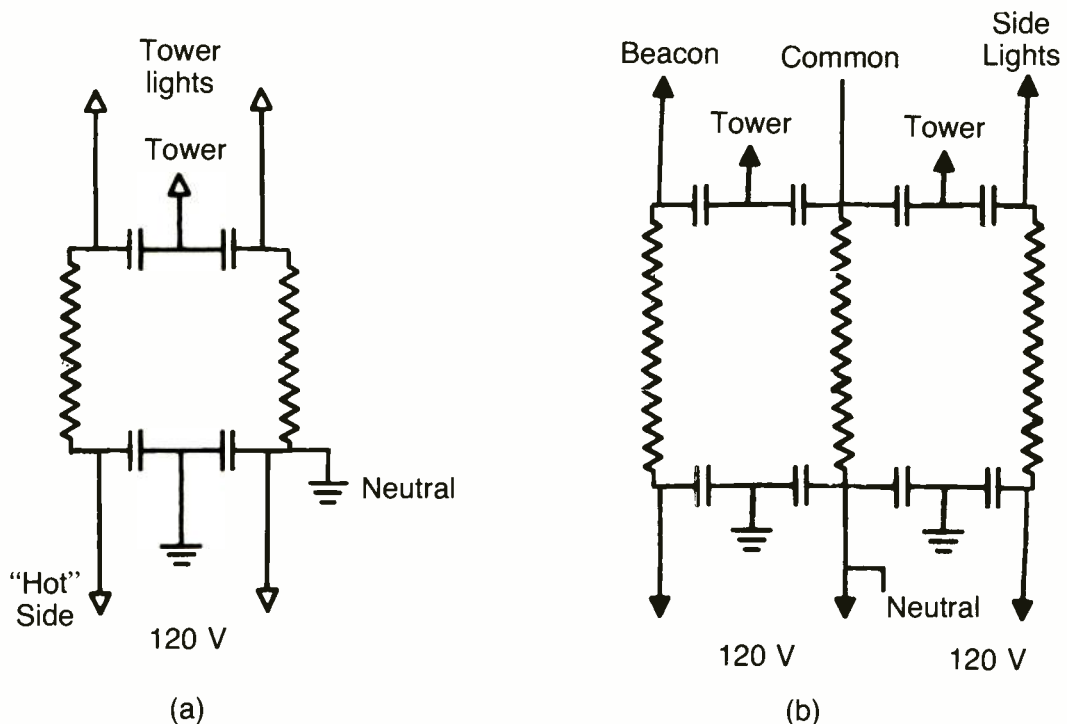 Tower
lights
Tower
Neutral
"Hot"
Side
120 V
(a)
Beacon
Common
Side
Lights
Tower
Tower
Neutral
120 V
120 V
(b)